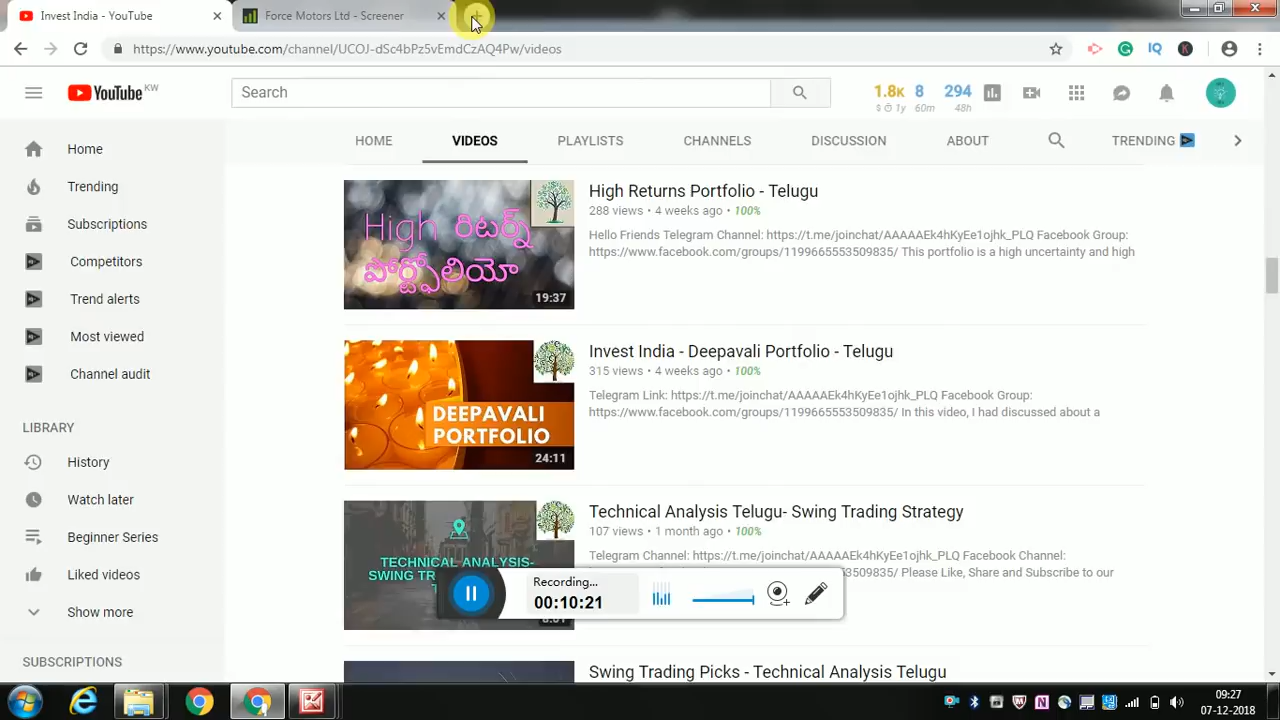 Invest India - YouTube
Force Motors Ltd - Screener
https://www.youtube.com/channel/UCOJ-dSc4bPz5vEmdCzAQ4Pw/videos
YouTube KW
Search
1.8K 8 294
1y 60m 48h
HOME VIDEOS PLAYLISTS CHANNELS DISCUSSION ABOUT TRENDING
Home
Trending
Subscriptions
Competitors
Trend alerts
Most viewed
Channel audit
LIBRARY
History
Watch later
Beginner Series
Liked videos
Show more
SUBSCRIPTIONS
High రిటర్న్
పోర్ట్ఫోలియో
19:37
High Returns Portfolio - Telugu
288 views • 4 weeks ago • 100%
Hello Friends Telegram Channel: https://t.me/joinchat/AAAAAEk4hKyEe1ojhk_PLQ Facebook Group:
https://www.facebook.com/groups/1199665553509835/ This portfolio is a high uncertainty and high
DEEPAVALI
PORTFOLIO
24:11
Invest India - Deepavali Portfolio - Telugu
315 views • 4 weeks ago • 100%
Telegram Link: https://t.me/joinchat/AAAAAEk4hKyEe1ojhk_PLQ Facebook Group:
https://www.facebook.com/groups/1199665553509835/ In this video, I had discussed about a
TECHNICAL ANALYSIS-
SWING TR
Technical Analysis Telugu- Swing Trading Strategy
107 views • 1 month ago • 100%
Telegram Channel: https://t.me/joinchat/AAAAAEk4hKyEe1ojhk_PLQ Facebook Channel:
/1199665553509835/ Please Like, Share and Subscribe to our
Recording...
00:10:21
Swing Trading Picks - Technical Analysis Telugu
09:27
07-12-2018